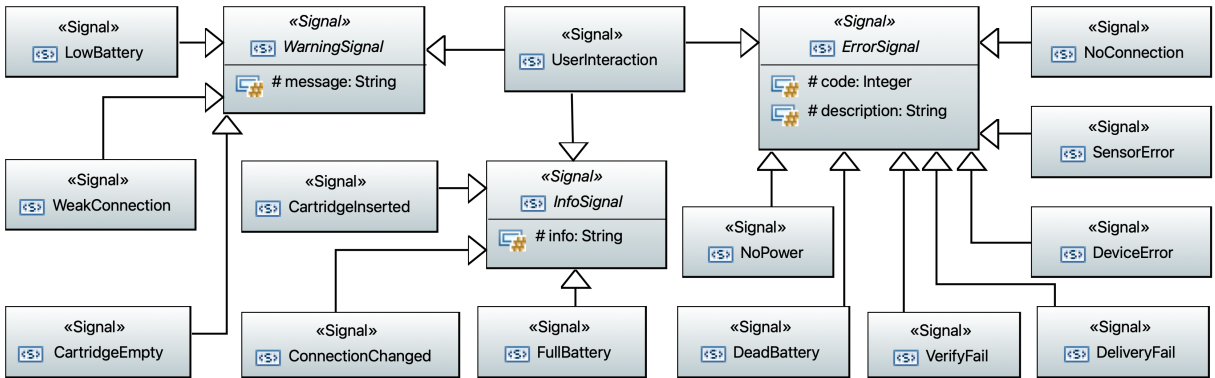 «Signal»
LowBattery
«Signal»
WarningSignal
# message: String
«Signal»
UserInteraction
«Signal»
ErrorSignal
# code: Integer
# description: String
«Signal»
NoConnection
«Signal»
SensorError
«Signal»
WeakConnection
«Signal»
CartridgeInserted
«Signal»
InfoSignal
# info: String
«Signal»
NoPower
«Signal»
DeviceError
«Signal»
CartridgeEmpty
«Signal»
ConnectionChanged
«Signal»
FullBattery
«Signal»
DeadBattery
«Signal»
VerifyFail
«Signal»
DeliveryFail